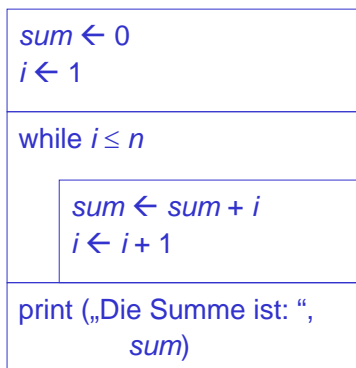 sum ← 0
i ← 1
while i ≤ n
sum ← sum + i
i ← i + 1
print („Die Summe ist: “,
sum)